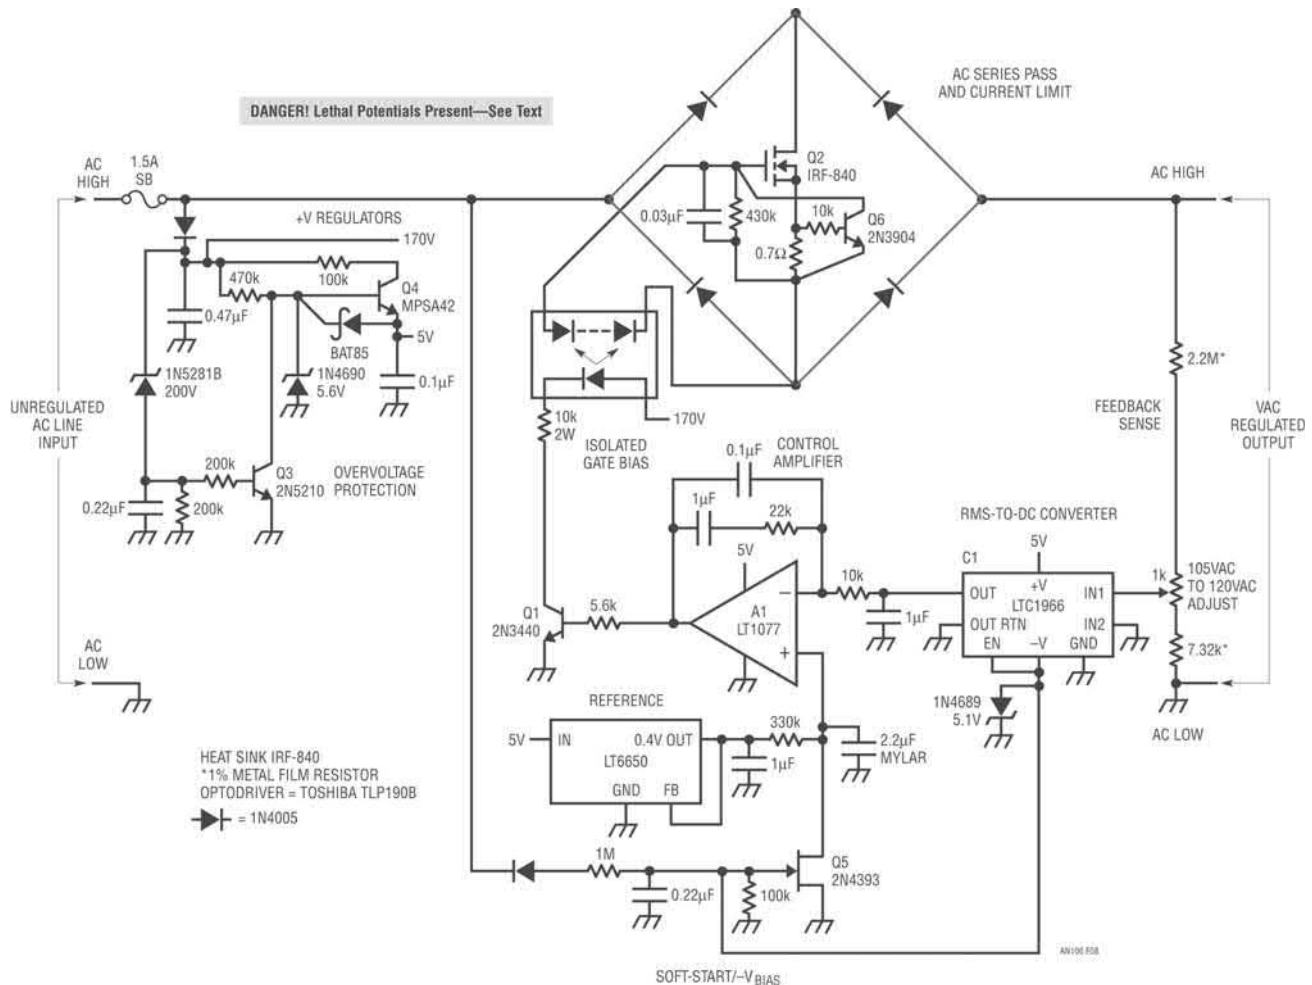 DANGER! Lethal Potentials Present—See Text
AC SERIES PASS
AND CURRENT LIMIT
AC
HIGH
1.5A
SB
+V REGULATORS
170V
470k
100k
Q4
MPSA42
0.47µF
5V
BAT85
1N5281B
200V
1N4690
5.6V
0.1µF
UNREGULATED
AC LINE
INPUT
200k
Q3
2N5210
OVERVOLTAGE
PROTECTION
0.22µF
200k
AC
LOW
Q2
IRF-840
0.03µF
430k
10k
Q6
2N3904
0.7Ω
AC HIGH
2.2M*
FEEDBACK
SENSE
VAC
REGULATED
OUTPUT
10k
2W
170V
ISOLATED
GATE BIAS
CONTROL
AMPLIFIER
0.1µF
1µF
22k
5V
A1
LT1077
–
+
Q1
2N3440
5.6k
10k
1µF
RMS-TO-DC CONVERTER
5V
C1
+V
OUT
LTC1966
IN1
OUT RTN
IN2
EN
–V
GND
1k
105VAC
TO 120VAC
ADJUST
7.32k*
1N4689
5.1V
AC LOW
REFERENCE
5V
IN
0.4V OUT
LT6650
GND
FB
330k
1µF
2.2µF
MYLAR
HEAT SINK IRF-840
*1% METAL FILM RESISTOR
OPTODRIVER = TOSHIBA TLP190B
= 1N4005
1M
0.22µF
100k
Q5
2N4393
AN106 F08
SOFT-START/–VBIAS